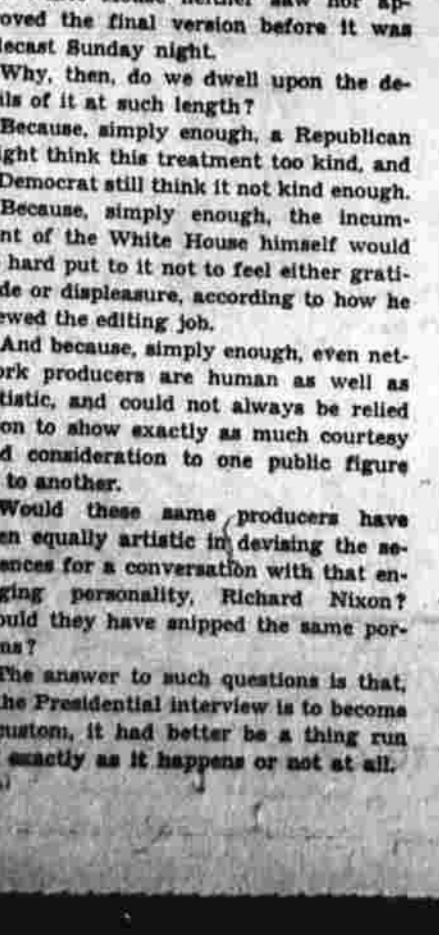 neither saw nor ap-
oved the final version before it was
lecast Sunday night.
Why, then, do we dwell upon the de-
ils of it at such length?
Because, simply enough, a Republican
ight think this treatment too kind, and
Democrat still think it not kind enough.
Because, simply enough, the incum-
nt of the White House himself would
hard put to it not to feel either grati-
de or displeasure, according to how he
ewed the editing job.
And because, simply enough, even net-
ork producers are human as well as
tistic, and could not always be relied
on to show exactly as much courtesy
d consideration to one public figure
to another.
Would these same producers have
en equally artistic in devising the se-
ences for a conversation with that en-
ging personality, Richard Nixon?
ould they have snipped the same por-
ns?
The answer to such questions is that,
he Presidential interview is to become
custom, it had better be a thing run
exactly as it happens or not at all.